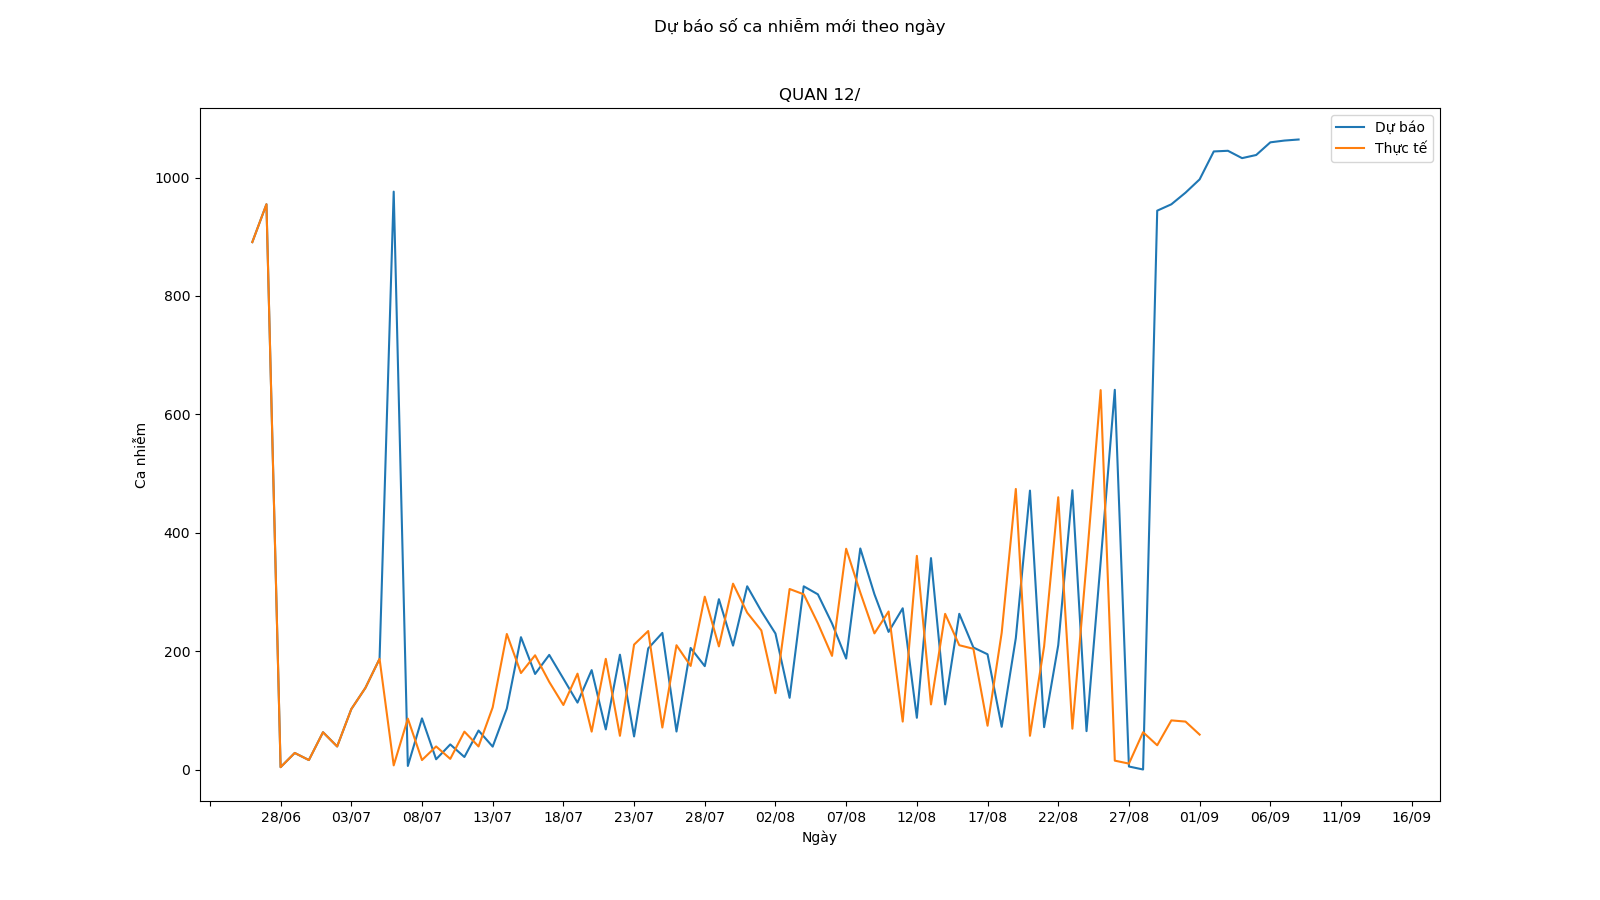 Dự báo số ca nhiễm mới theo ngày
QUAN 12/
Dự báo
Thực tế
1000
800
600
400
200
0
Ca nhiễm
28/06 03/07 08/07 13/07 18/07 23/07 28/07 02/08 07/08 12/08 17/08 22/08 27/08 01/09 06/09 11/09 16/09
Ngày